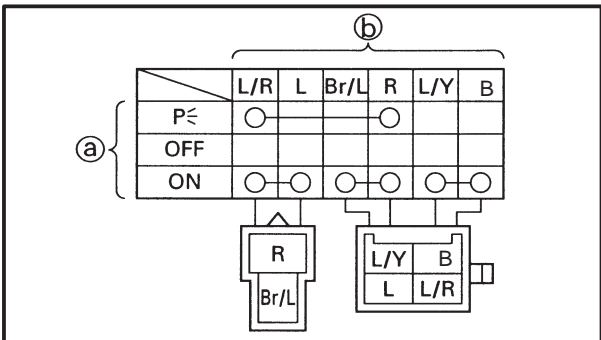 ⓑ
L/R L Br/L R L/Y B
P
OFF
ⓐ
ON
R
Br/L
L/Y B
L L/R